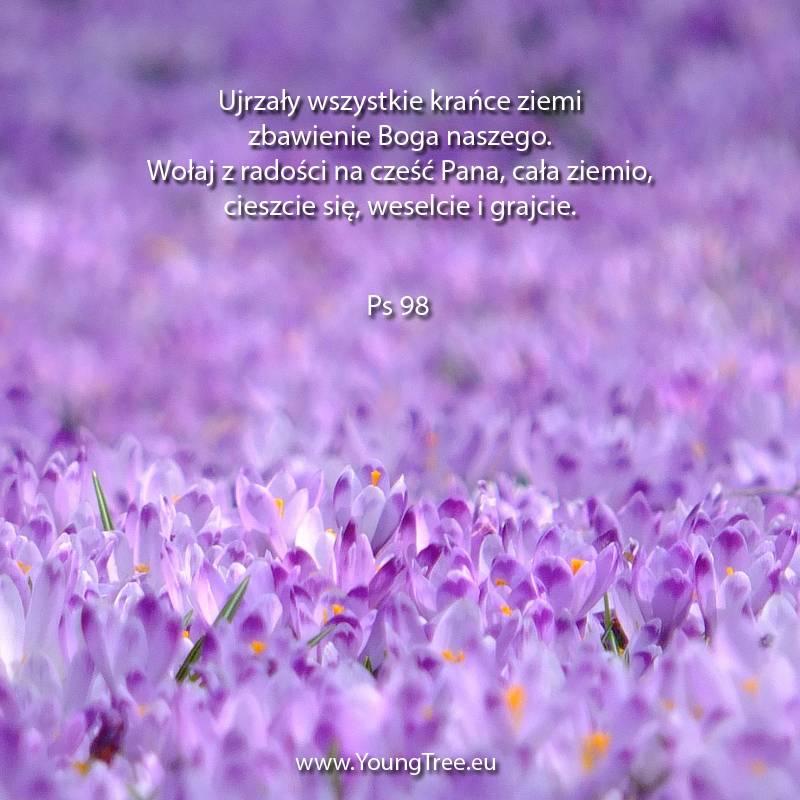 Ujrzały wszystkie krańce ziemi
zbawienie Boga naszego.
Wołaj z radości na cześć Pana, cała ziemio,
cieszcie się, weselcie i grajcie.
Ps 98
www.YoungTree.eu